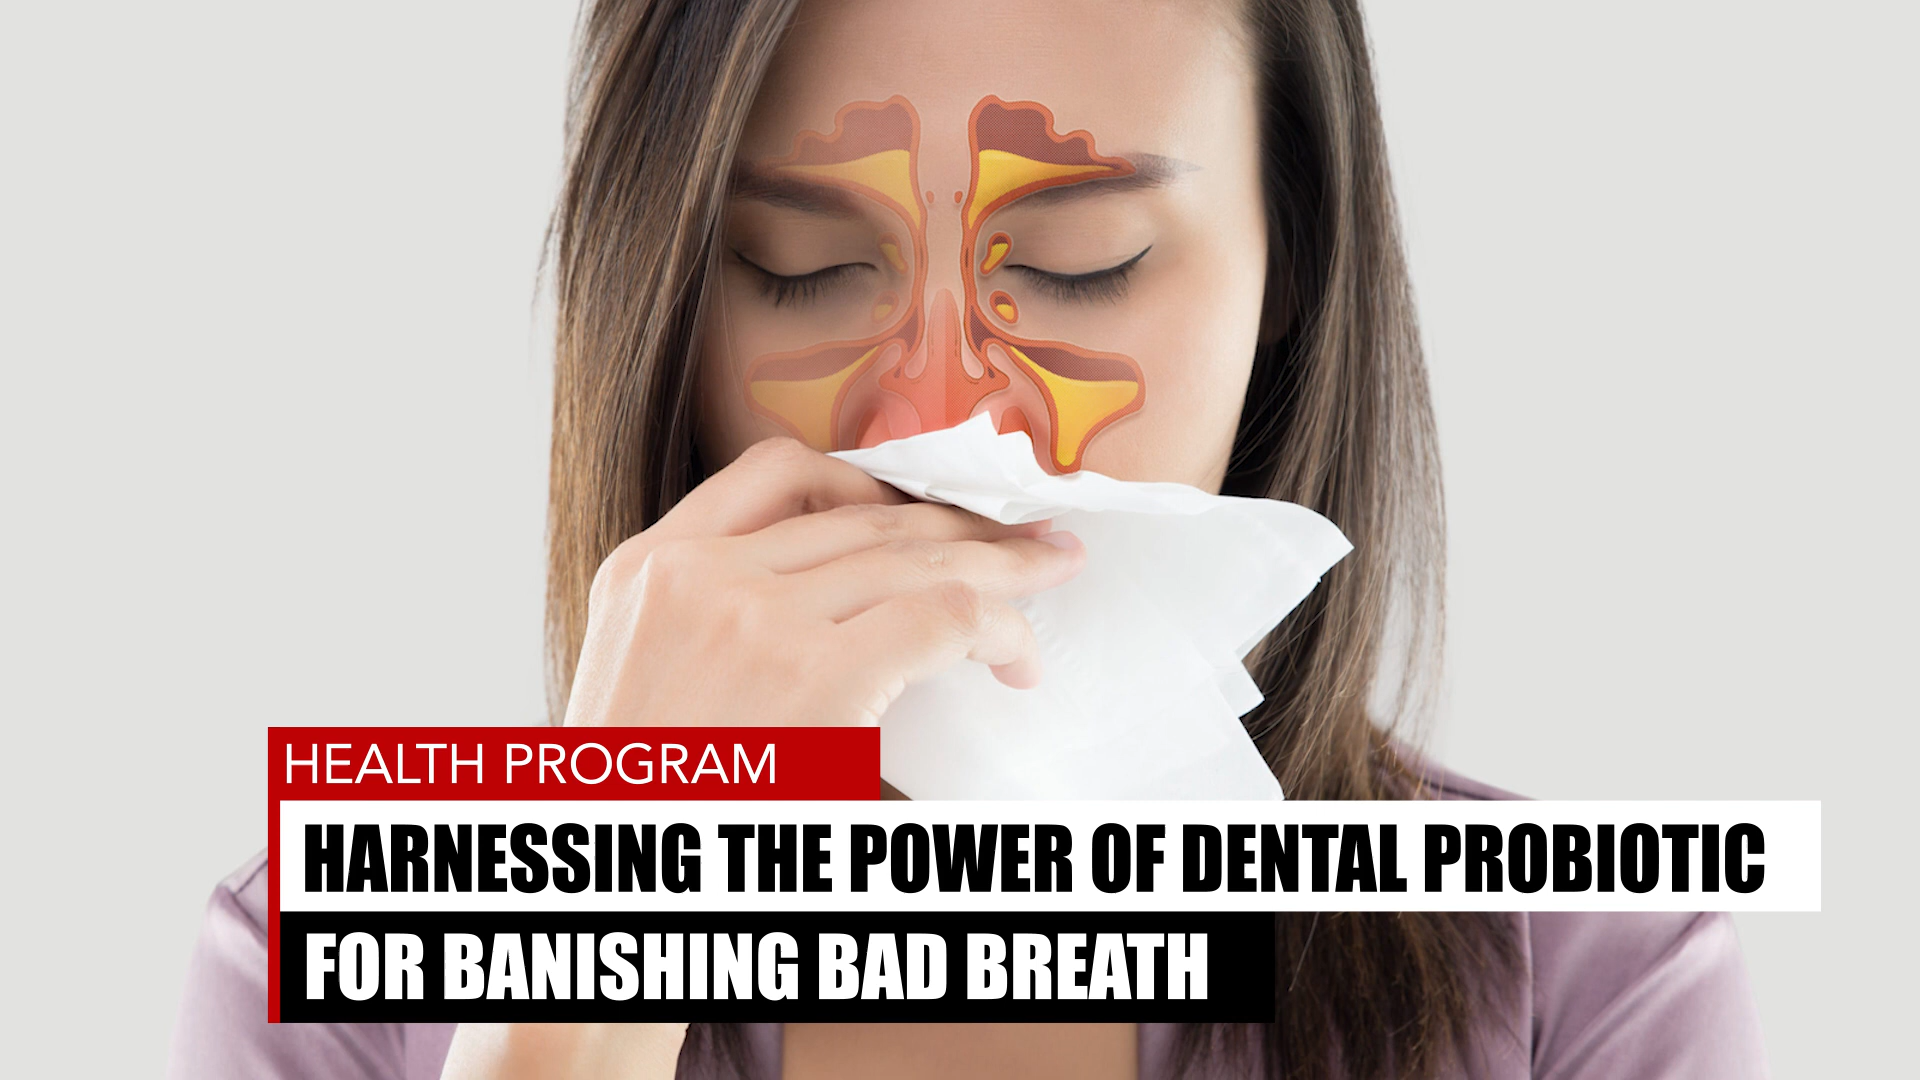 HEALTH PROGRAM
HARNESSING THE POWER OF DENTAL PROBIOTIC
FOR BANISHING BAD BREATH